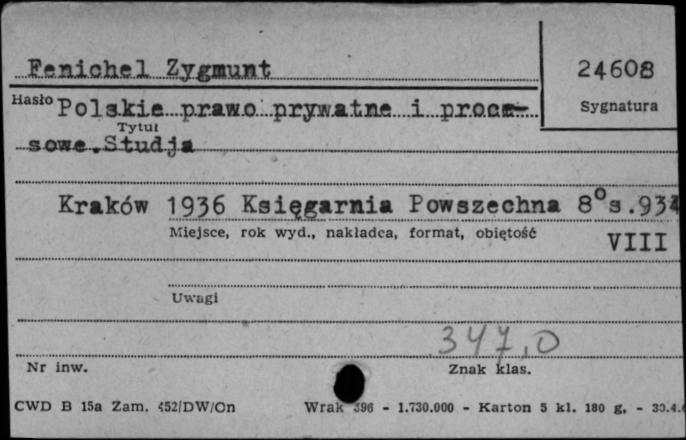 Fenichel Zygmunt
24608
Hasło
Sygnatura
Polskie prawo prywatne i proce-
Tytuł
sowe.Studja
Kraków 1936 Księgarnia Powszechna 8° s.934
Miejsce, rok wyd., nakładca, format, objętość
VIII
Uwagi
347,0
Nr inw.
Znak klas.
CWD B 15a Zam. 452/DW/On Wrak 396 - 1.730.000 - Karton 5 kl. 180 g. -